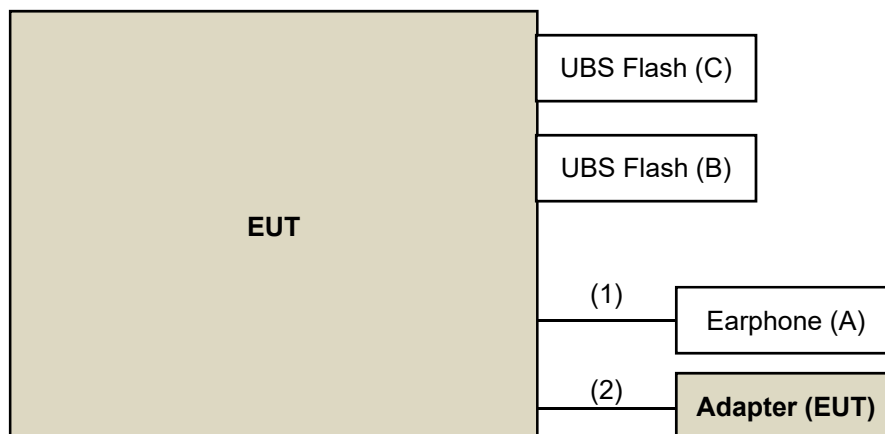 UBS Flash (C)
UBS Flash (B)
EUT
(1)
Earphone (A)
(2)
Adapter (EUT)